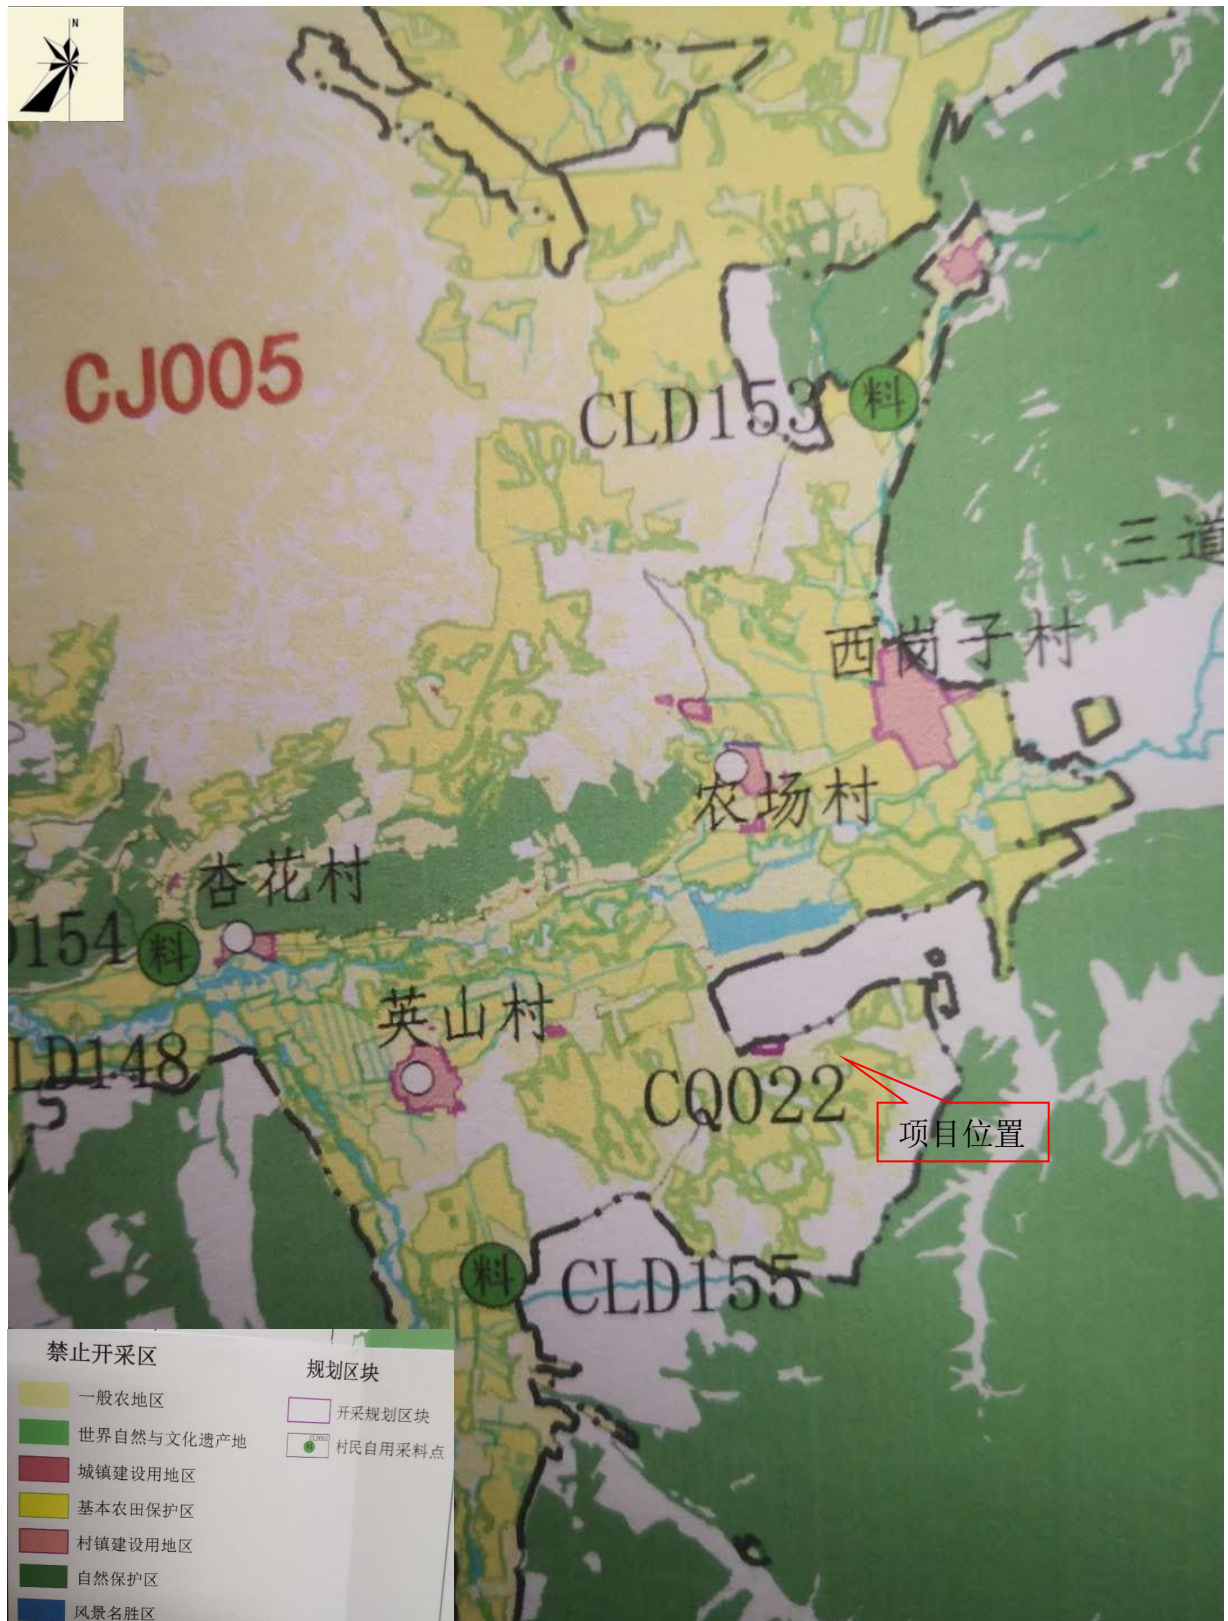 N
CJ005
CLD153
三道
西岗子村
农场村
杏花村
154
英山村
LD148
CQ022
项目位置
CLD155
料
料
料
禁止开采区
一般农地区
世界自然与文化遗产地
城镇建设用地区
基本农田保护区
村镇建设用地区
自然保护区
风景名胜区
规划区块
开采规划区块
村民自用采料点